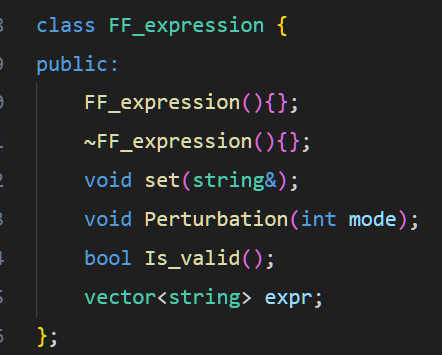 class FF_expression {
public:
    FF_expression(){};
    ~FF_expression(){};
    void set(string&);
    void Perturbation(int mode);
    bool Is_valid();
    vector<string> expr;
};